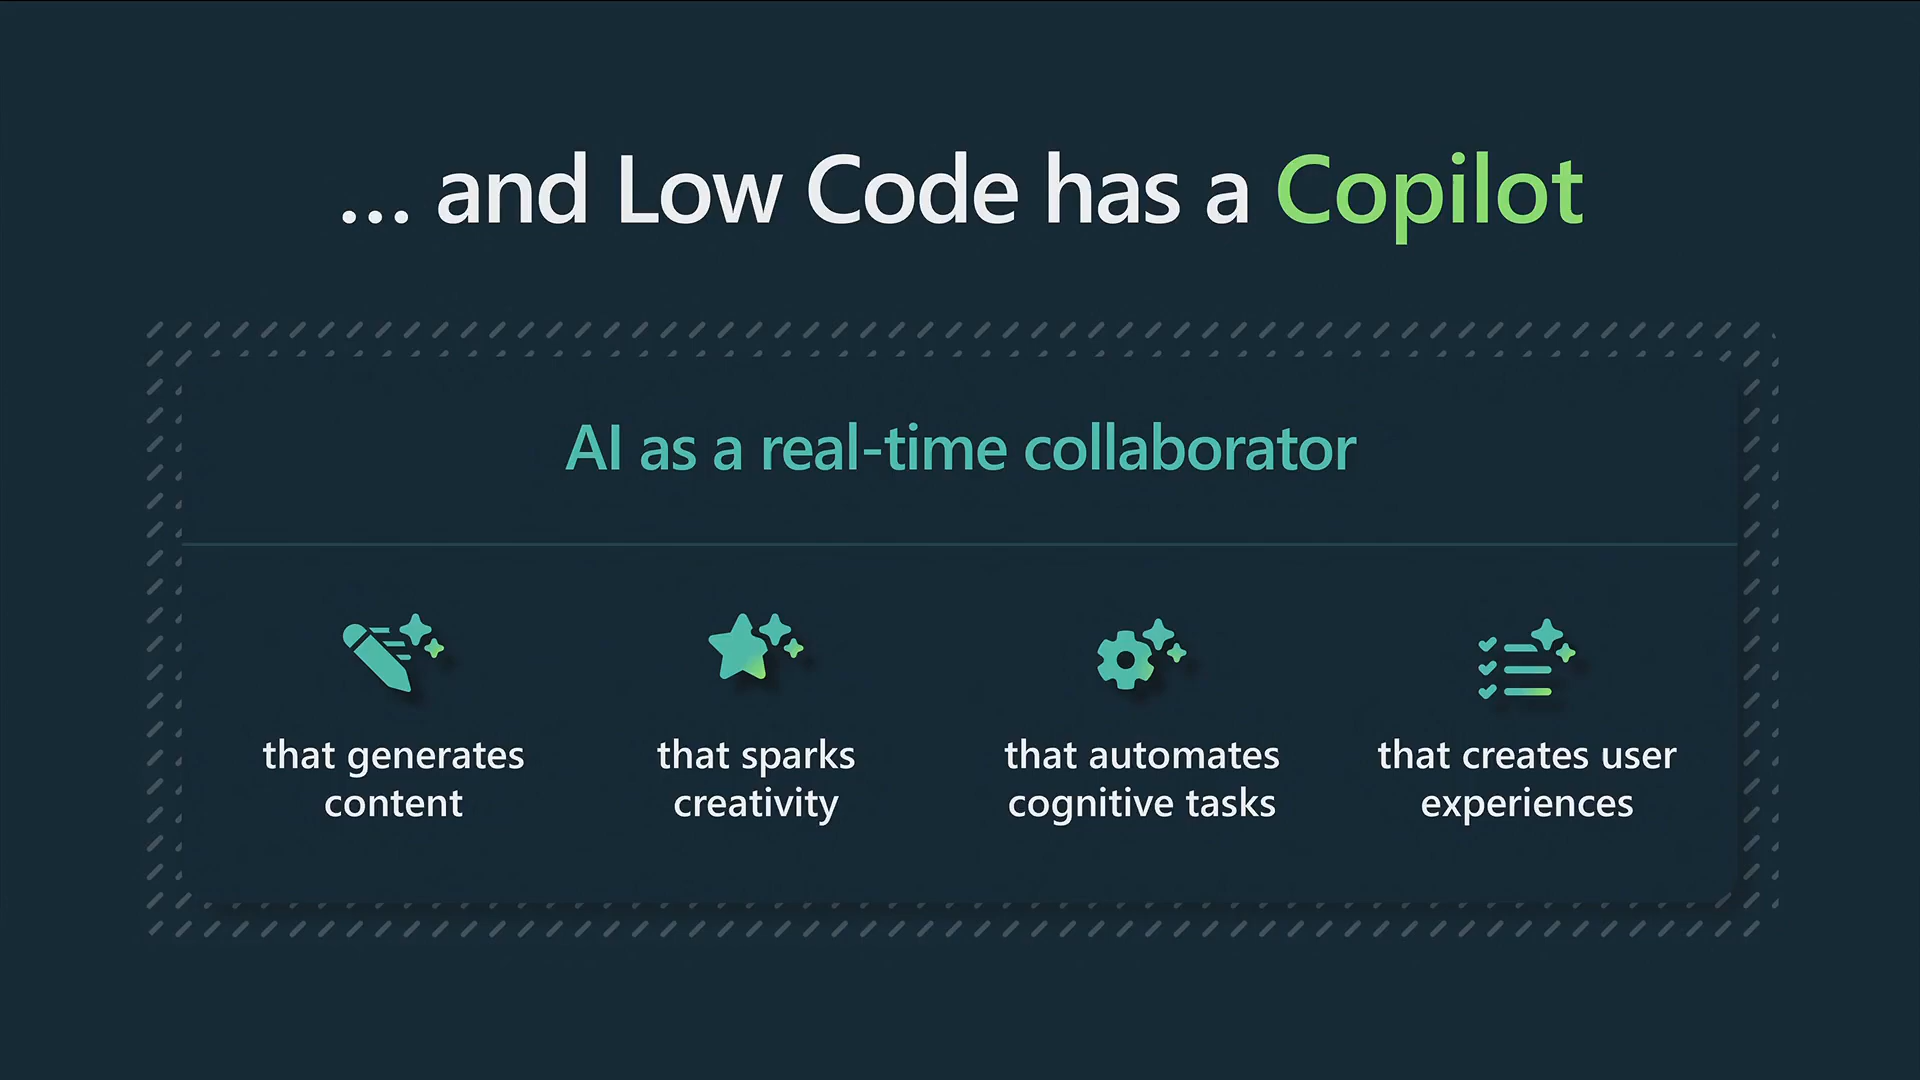 ... and Low Code has a Copilot
AI as a real-time collaborator
that generates
content
that sparks
creativity
that automates
cognitive tasks
that creates user
experiences